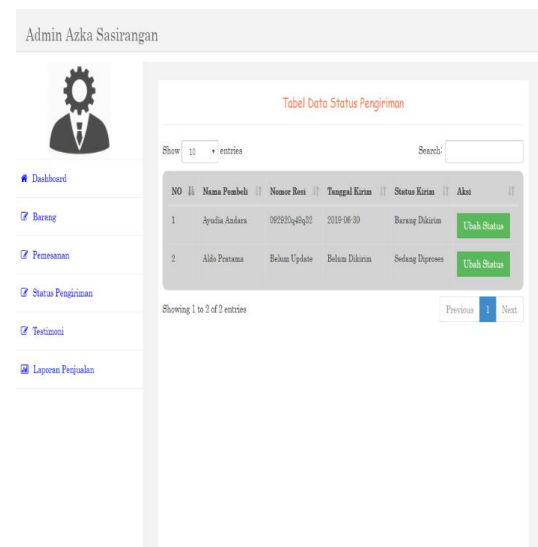 Admin Azka Sasirangan
Dashboard
Barang
Pemesanan
Status Pengiriman
Testimoni
Laporan Penjualan
Tabel Data Status Pengiriman
Show 10 entries Search:
NO Nama Pembeli Nomor Resi Tanggal Kirim Status Kirim Aksi
1 Ayudia Andara 092920q49q32 2019-06-30 Barang Dikirim Ubah Status
2 Aldo Pratama Belum Update Belum Dikirim Sedang Diproses Ubah Status
Showing 1 to 2 of 2 entries Previous 1 Next